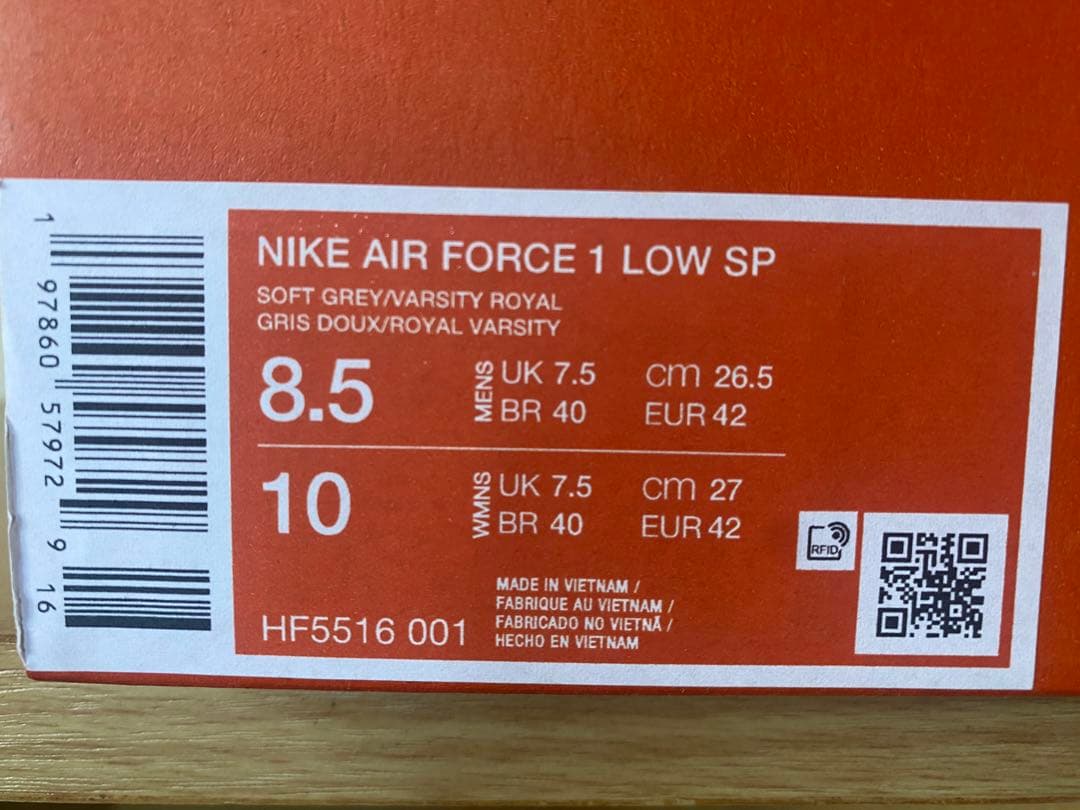 1 97860 57972 9 16
NIKE AIR FORCE 1 LOW SP
SOFT GREY/VARSITY ROYAL
GRIS DOUX/ROYAL VARSITY
8.5 MENS UK 7.5 cm 26.5
BR 40 EUR 42
10 WMNS UK 7.5 cm 27
BR 40 EUR 42
RFID
MADE IN VIETNAM /
FABRIQUE AU VIETNAM /
FABRICADO NO VIETNÃ /
HECHO EN VIETNAM
HF5516 001